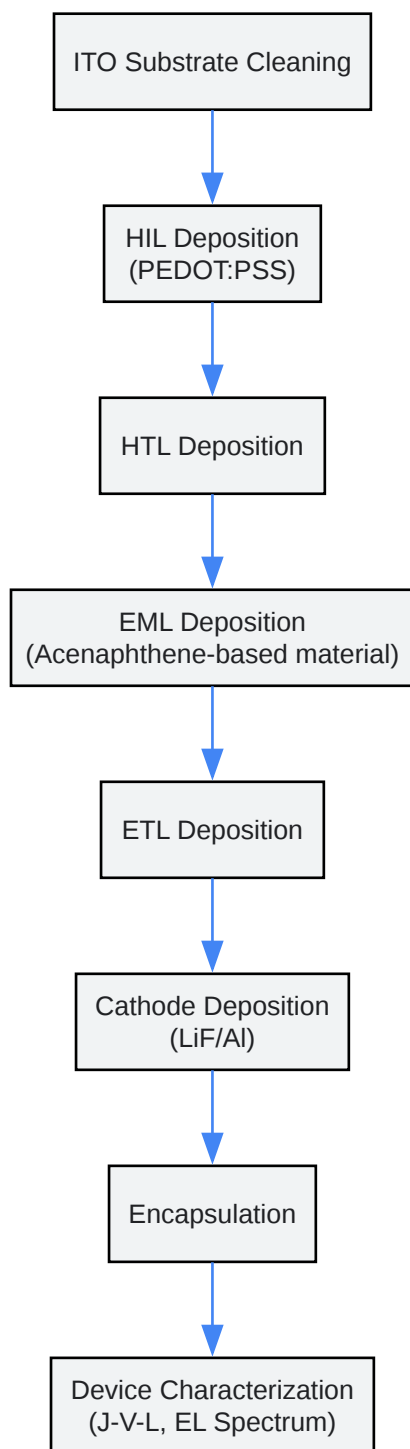 ITO Substrate Cleaning
HIL Deposition
(PEDOT:PSS)
HTL Deposition
EML Deposition
(Acenaphthene-based material)
ETL Deposition
Cathode Deposition
(LiF/Al)
Encapsulation
Device Characterization
(J-V-L, EL Spectrum)